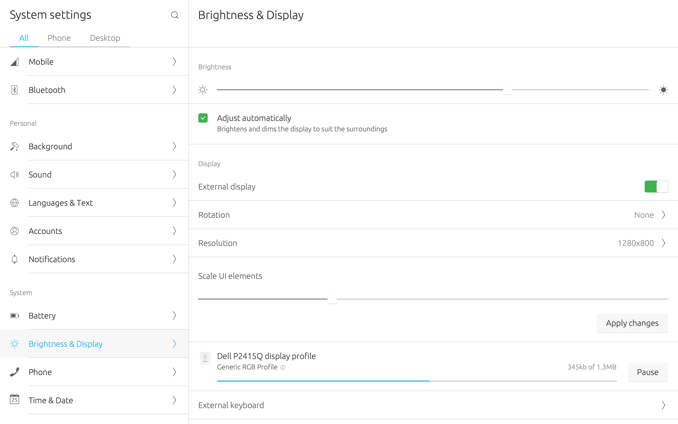 System settings
All Phone Desktop
Mobile
Bluetooth
Personal
Background
Sound
Languages & Text
Accounts
Notifications
System
Battery
Brightness & Display
Phone
25
Time & Date
Brightness & Display
Brightness
Adjust automatically
Brightens and dims the display to suit the surroundings
Display
External display
Rotation None
Resolution 1280x800
Scale UI elements
Apply changes
Dell P2415Q display profile
Generic RGB Profile 345kb of 1.3MB
Pause
External keyboard